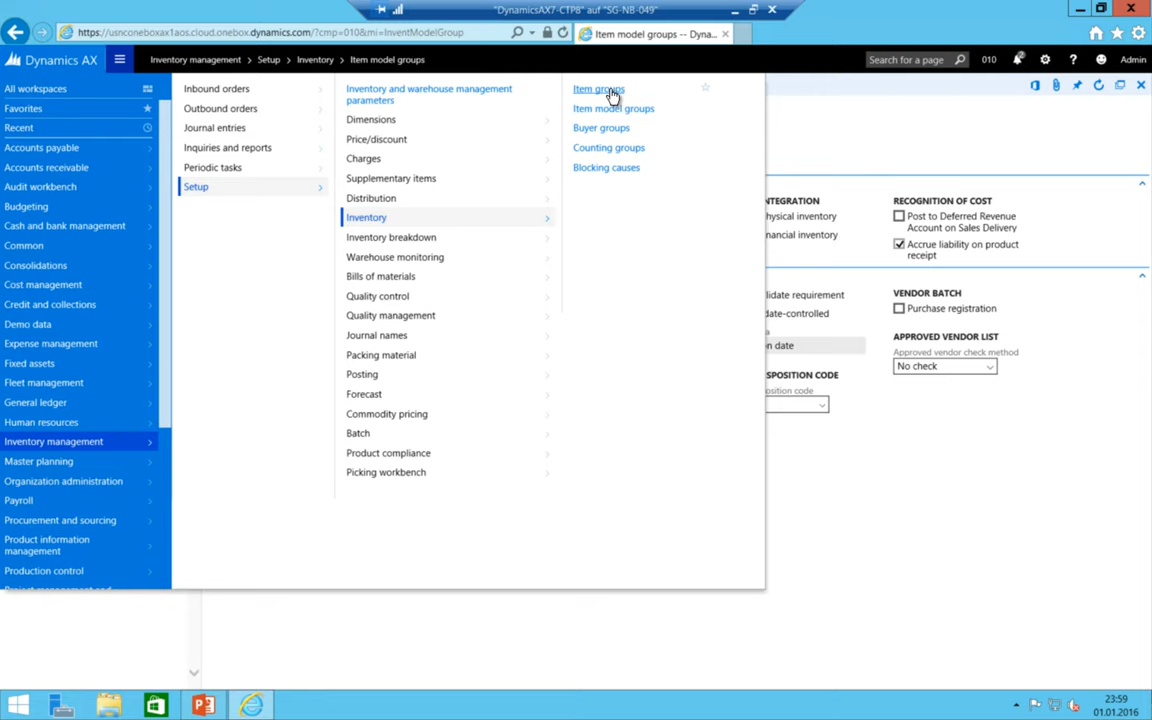 "DynamicsAX7-CTP8" auf "SG-NB-049"
https://usnconeboxax1aos.cloud.onebox.dynamics.com/?cmp=010&mi=InventModelGroup
Item model groups -- Dyna...
Dynamics AX
Inventory management > Setup > Inventory > Item model groups
Search for a page
010
Admin
All workspaces
Favorites
Recent
Accounts payable
Accounts receivable
Audit workbench
Budgeting
Cash and bank management
Common
Consolidations
Cost management
Credit and collections
Demo data
Expense management
Fixed assets
Fleet management
General ledger
Human resources
Inventory management
Master planning
Organization administration
Payroll
Procurement and sourcing
Product information
management
Production control
Inbound orders
Outbound orders
Journal entries
Inquiries and reports
Periodic tasks
Setup
Inventory and warehouse management
parameters
Dimensions
Price/discount
Charges
Supplementary items
Distribution
Inventory
Inventory breakdown
Warehouse monitoring
Bills of materials
Quality control
Quality management
Journal names
Packing material
Posting
Forecast
Commodity pricing
Batch
Product compliance
Picking workbench
Item groups
Item model groups
Buyer groups
Counting groups
Blocking causes
NTEGRATION
hysical inventory
nancial inventory
RECOGNITION OF COST
Post to Deferred Revenue
Account on Sales Delivery
Accrue liability on product
receipt
lidate requirement
date-controlled
a
on date
SPOSITION CODE
position code
VENDOR BATCH
Purchase registration
APPROVED VENDOR LIST
Approved vendor check method
No check
23:59
01.01.2016